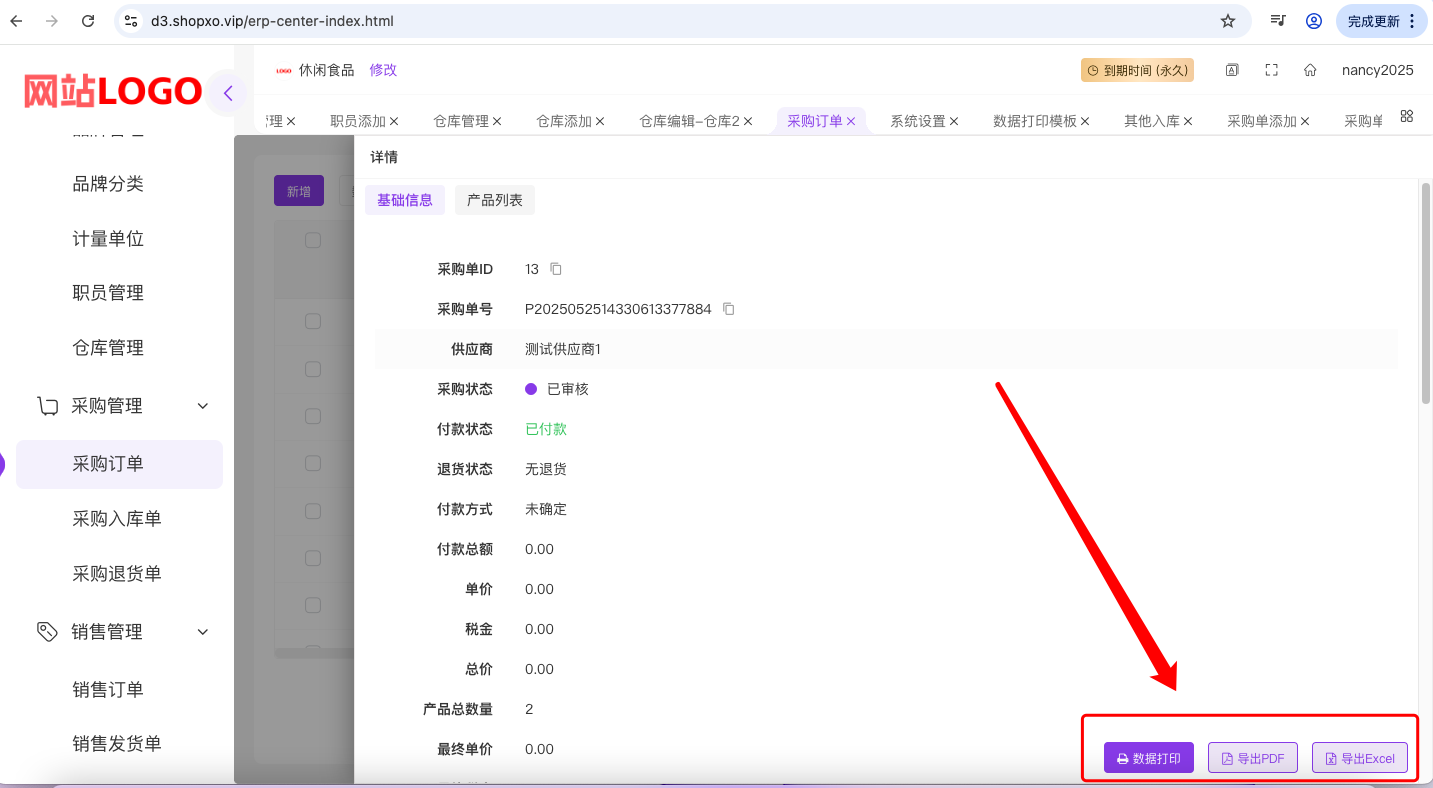 d3.shopxo.vip/erp-center-index.html
完成更新
网站LOGO
LOGO 休闲食品 修改
到期时间 (永久)
nancy2025
管理 职员添加 仓库管理 仓库添加 仓库编辑-仓库2 采购订单 系统设置 数据打印模板 其他入库 采购单添加 采购单
品牌分类
计量单位
职员管理
仓库管理
采购管理
采购订单
采购入库单
采购退货单
销售管理
销售订单
销售发货单
新增
详情
基础信息 产品列表
采购单ID 13
采购单号 P2025052514330613377884
供应商 测试供应商1
采购状态 已审核
付款状态 已付款
退货状态 无退货
付款方式 未确定
付款总额 0.00
单价 0.00
税金 0.00
总价 0.00
产品总数量 2
最终单价 0.00
数据打印 导出PDF 导出Excel